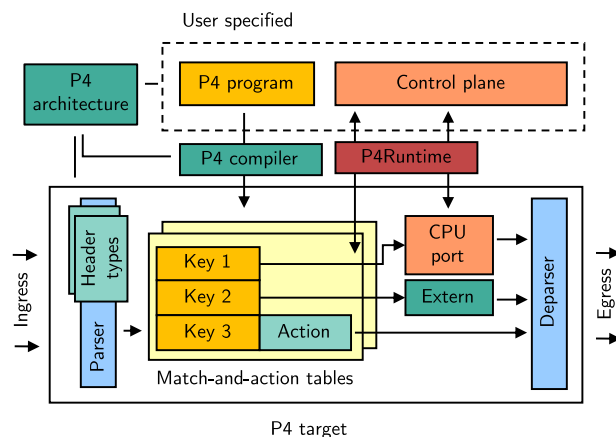 User specified
P4
architecture
P4 program
Control plane
P4 compiler
P4Runtime
Ingress
Header
types
Parser
Key 1
Key 2
Key 3
Action
Match-and-action tables
CPU
port
Extern
Deparser
Egress
P4 target